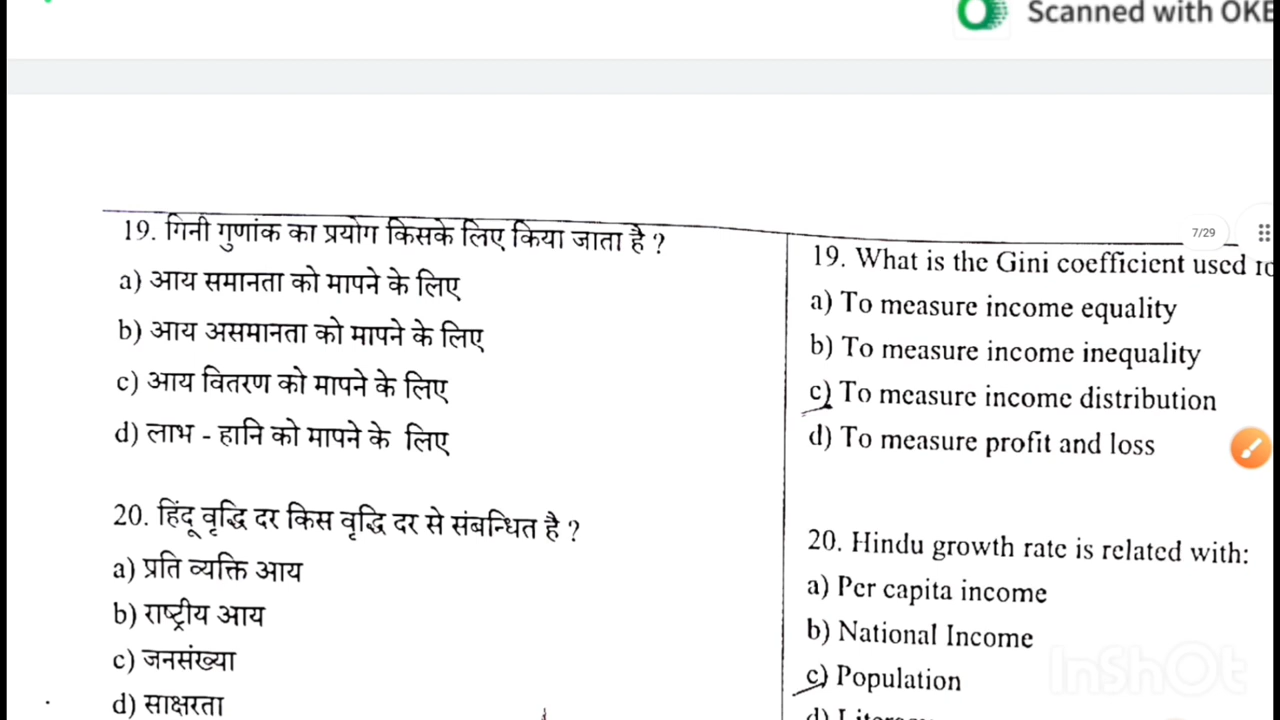 Scanned with OKE
7/29
19. गिनी गुणांक का प्रयोग किसके लिए किया जाता है ?
a) आय समानता को मापने के लिए
b) आय असमानता को मापने के लिए
c) आय वितरण को मापने के लिए
d) लाभ - हानि को मापने के लिए
20. हिंदू वृद्धि दर किस वृद्धि दर से संबन्धित है ?
a) प्रति व्यक्ति आय
b) राष्ट्रीय आय
c) जनसंख्या
d) साक्षरता
19. What is the Gini coefficient used
a) To measure income equality
b) To measure income inequality
c) To measure income distribution
d) To measure profit and loss
20. Hindu growth rate is related with:
a) Per capita income
b) National Income
c) Population
d)
InShOt